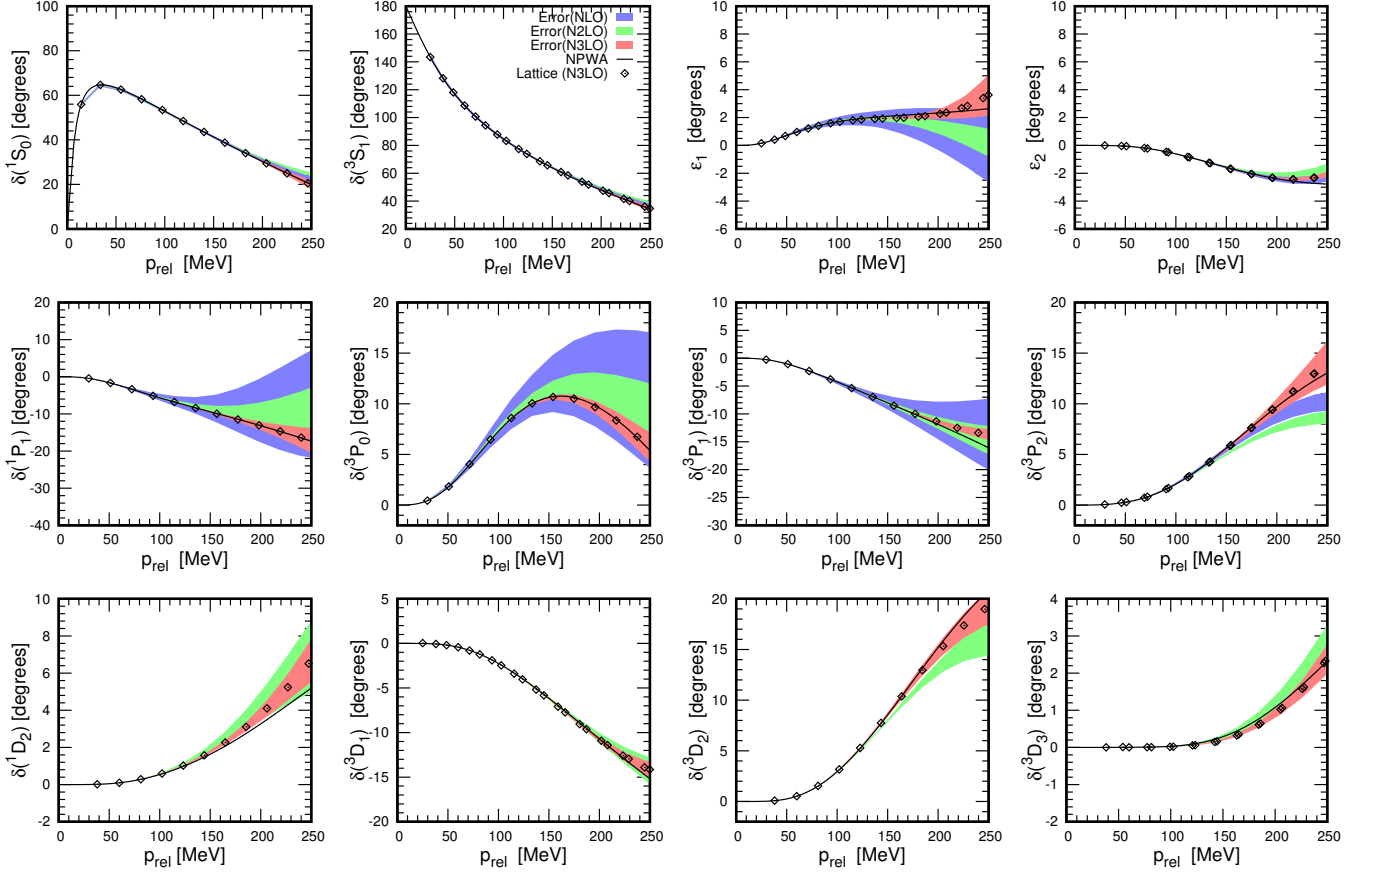 δ(¹S₀) [degrees]
100
80
60
40
20
0
0 50 100 150 200 250
p_rel [MeV]
δ(³S₁) [degrees]
180
160
140
120
100
80
60
40
20
0 50 100 150 200 250
p_rel [MeV]
Error(NLO)
Error(N2LO)
Error(N3LO)
NPWA
Lattice (N3LO)
ε₁ [degrees]
10
8
6
4
2
0
-2
-4
-6
0 50 100 150 200 250
p_rel [MeV]
ε₂ [degrees]
10
8
6
4
2
0
-2
-4
-6
0 50 100 150 200 250
p_rel [MeV]
δ(¹P₁) [degrees]
20
10
0
-10
-20
-30
-40
0 50 100 150 200 250
p_rel [MeV]
δ(³P₀) [degrees]
20
15
10
5
0
0 50 100 150 200 250
p_rel [MeV]
δ(³P₁) [degrees]
10
5
0
-5
-10
-15
-20
-25
-30
0 50 100 150 200 250
p_rel [MeV]
δ(³P₂) [degrees]
20
15
10
5
0
0 50 100 150 200 250
p_rel [MeV]
δ(¹D₂) [degrees]
10
8
6
4
2
0
-2
0 50 100 150 200 250
p_rel [MeV]
δ(³D₁) [degrees]
5
0
-5
-10
-15
-20
0 50 100 150 200 250
p_rel [MeV]
δ(³D₂) [degrees]
20
15
10
5
0
0 50 100 150 200 250
p_rel [MeV]
δ(³D₃) [degrees]
4
3
2
1
0
-1
-2
0 50 100 150 200 250
p_rel [MeV]